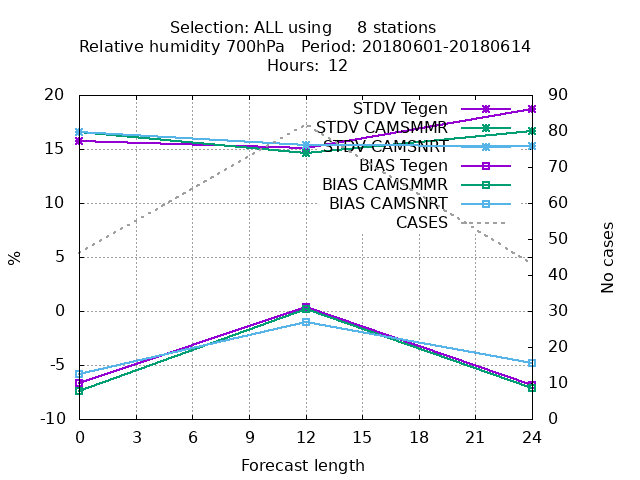 Selection: ALL using     8 stations
Relative humidity 700hPa   Period: 20180601-20180614
Hours: 12
20
15
10
5
0
-5
-10
%
STDV Tegen
STDV CAMSMMR
STDV CAMSNRT
BIAS Tegen
BIAS CAMSMMR
BIAS CAMSNRT
CASES
90
80
70
60
50
40
30
20
10
0
No cases
0 3 6 9 12 15 18 21 24
Forecast length